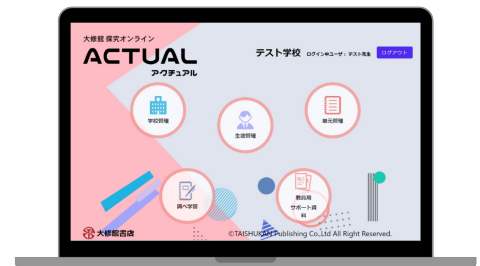 大修館 探究オンライン
ACTUAL
アクチュアル
テスト学校 ログイン中ユーザ：テスト先生 ログアウト
学校管理
生徒管理
単元管理
調べ学習
教員用
サポート資
料
大修館書店
©TAISHUKAN Publishing Co.,Ltd All Right Reserved.